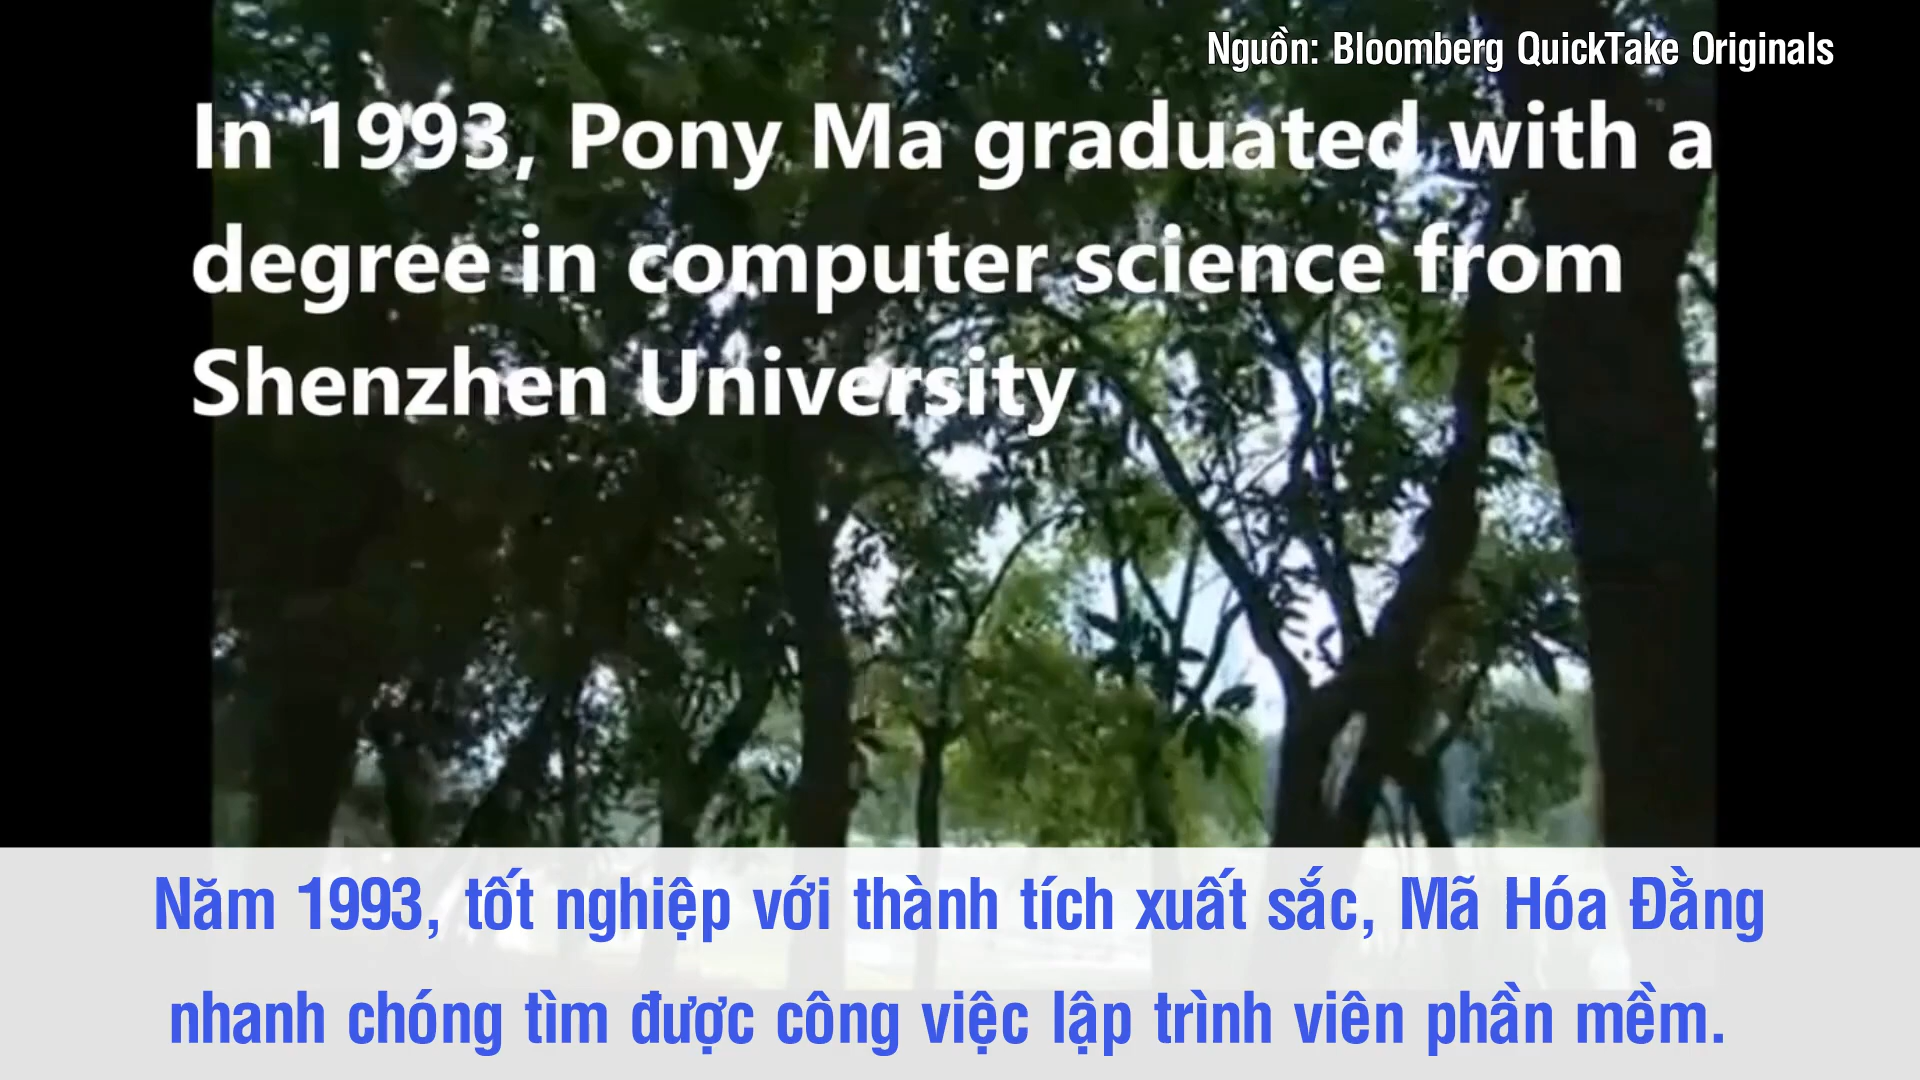 Nguồn: Bloomberg QuickTake Originals
In 1993, Pony Ma graduated with a
degree in computer science from
Shenzhen University
Năm 1993, tốt nghiệp với thành tích xuất sắc, Mã Hóa Đằng
nhanh chóng tìm được công việc lập trình viên phần mềm.